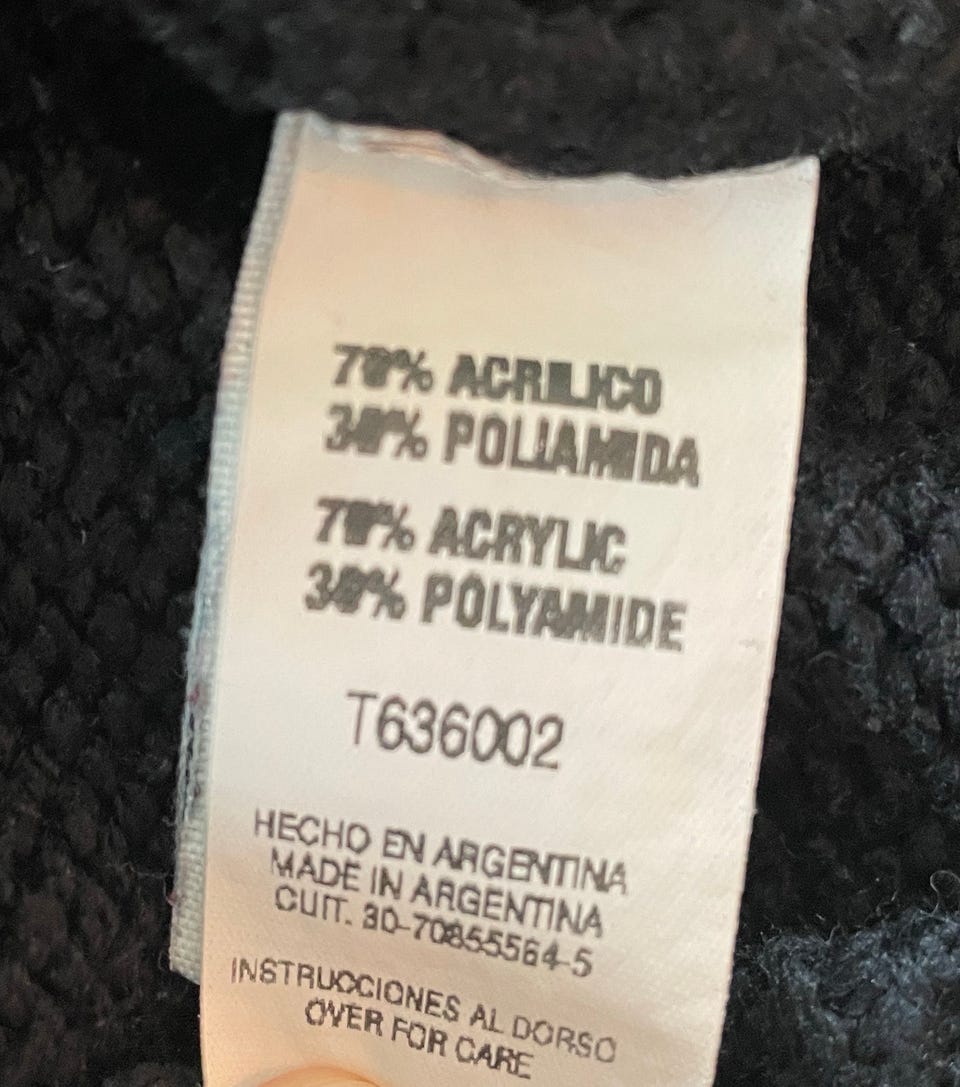 70% ACRILICO
30% POLIAMIDA
70% ACRYLIC
30% POLYAMIDE
T636002
HECHO EN ARGENTINA
MADE IN ARGENTINA
CUIT. 30-70855564-5
INSTRUCCIONES AL DORSO
OVER FOR CARE